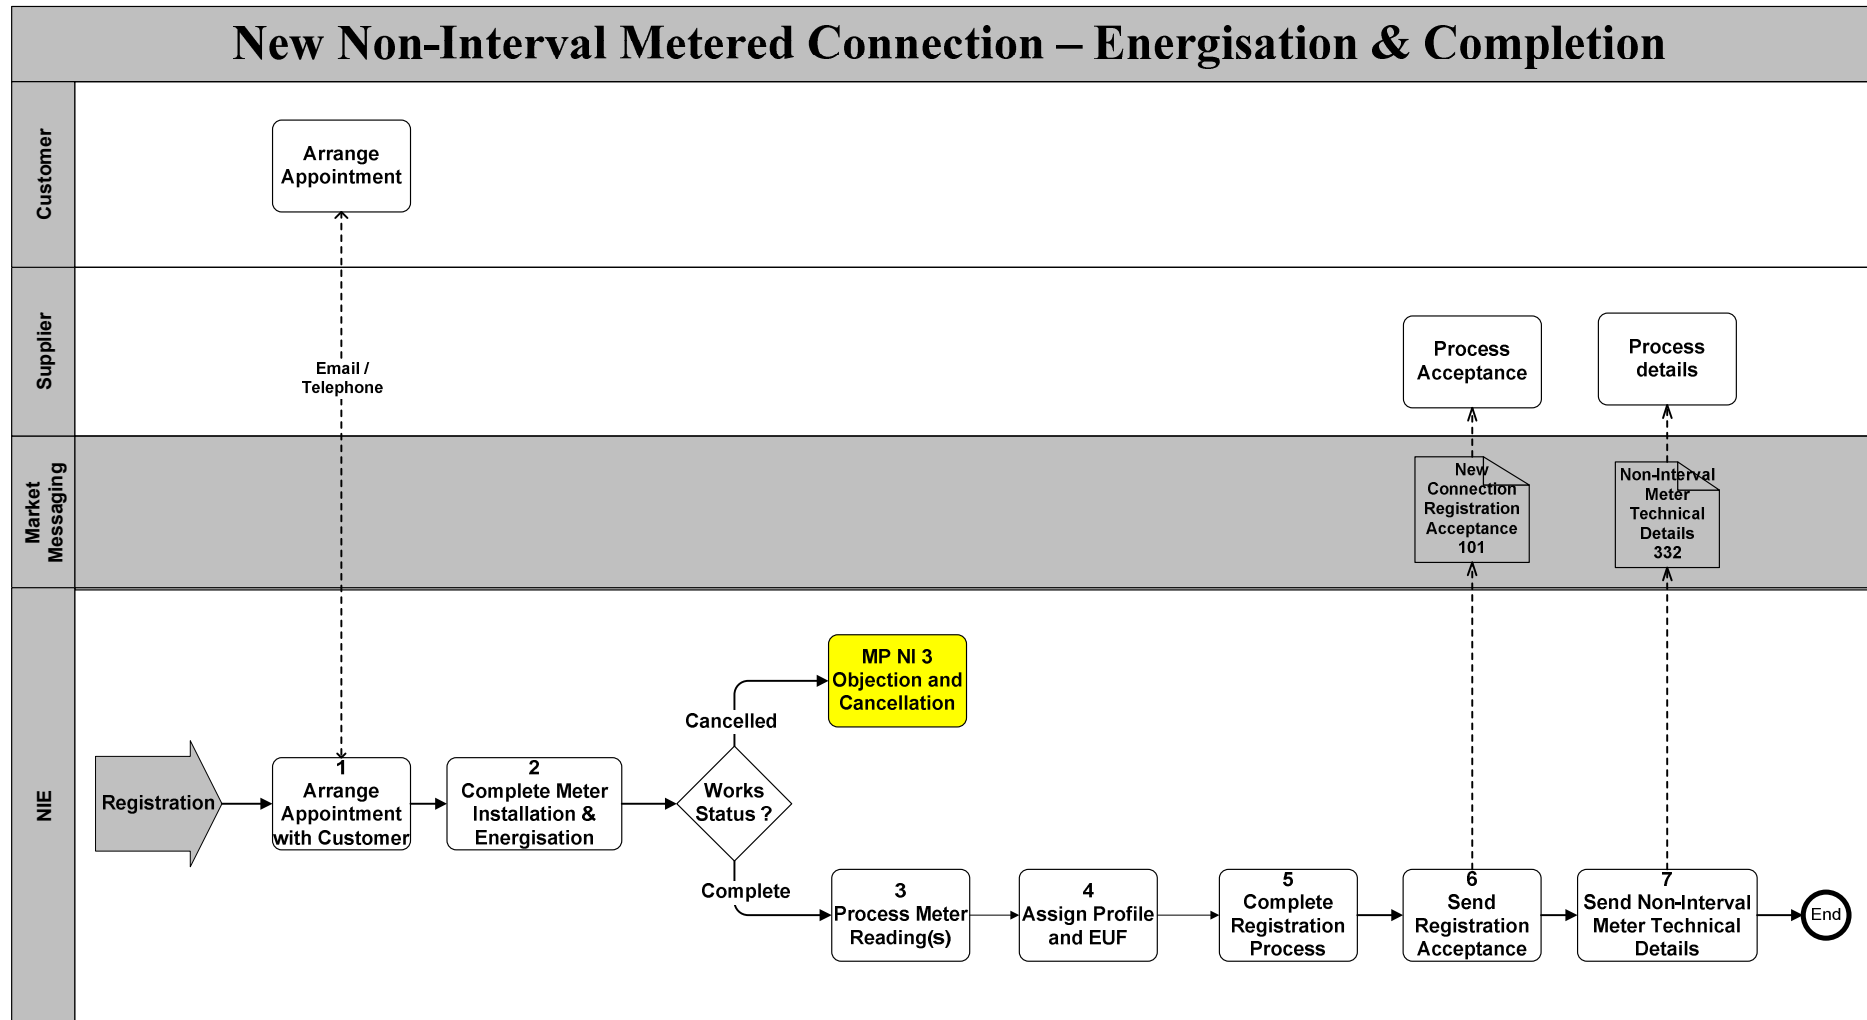 New Non-Interval Metered Connection – Energisation & Completion
Customer
Arrange
Appointment
Supplier
Email /
Telephone
Process
Acceptance
Process
details
Market
Messaging
New
Connection
Registration
Acceptance
101
Non-Interval
Meter
Technical
Details
332
NIE
Registration
1
Arrange
Appointment
with Customer
2
Complete Meter
Installation &
Energisation
Works
Status ?
Cancelled
MP NI 3
Objection and
Cancellation
Complete
3
Process Meter
Reading(s)
4
Assign Profile
and EUF
5
Complete
Registration
Process
6
Send
Registration
Acceptance
7
Send Non-Interval
Meter Technical
Details
End